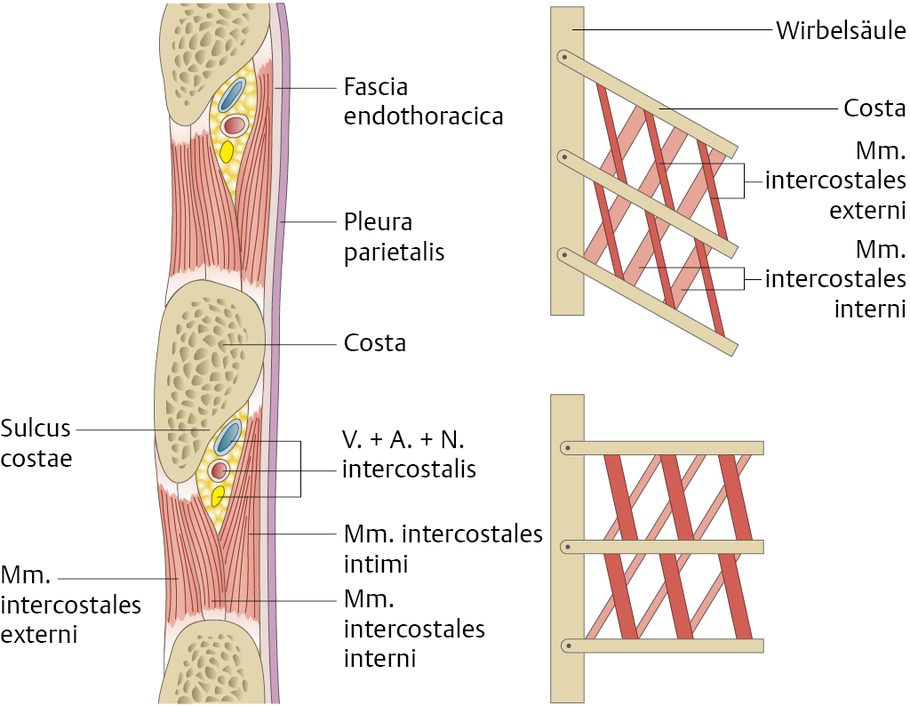 Fascia
endothoracica
Pleura
parietalis
Costa
Sulcus
costae
V. + A. + N.
intercostalis
Mm. intercostales
intimi
Mm.
intercostales
externi
Mm.
intercostales
interni
Wirbelsäule
Costa
Mm.
intercostales
externi
Mm.
intercostales
interni